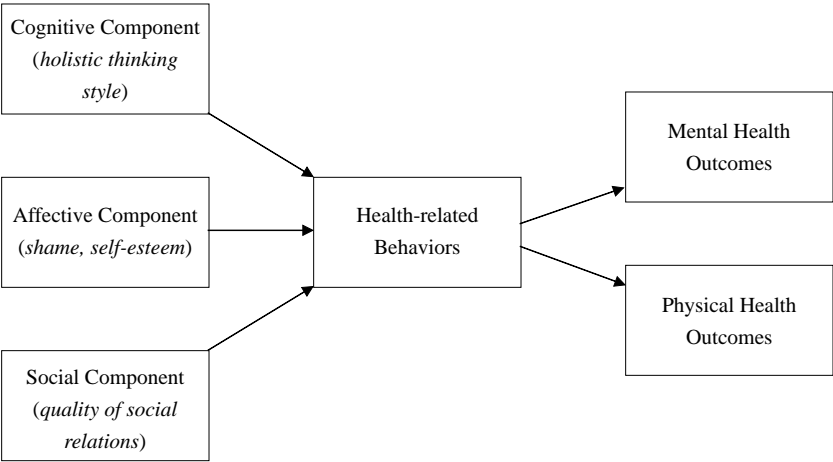 Cognitive Component
(holistic thinking
style)
Affective Component
(shame, self-esteem)
Social Component
(quality of social
relations)
Health-related
Behaviors
Mental Health
Outcomes
Physical Health
Outcomes